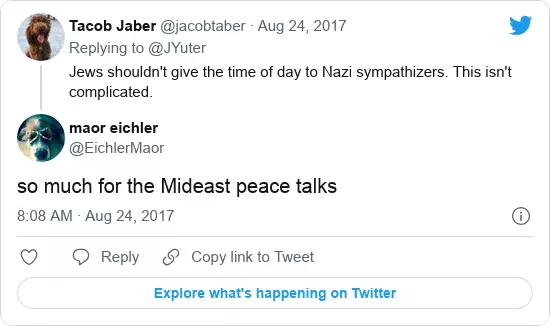 Tacob Jaber @jacobtaber · Aug 24, 2017
Replying to @JYuter
Jews shouldn't give the time of day to Nazi sympathizers. This isn't
complicated.
maor eichler
@EichlerMaor
so much for the Mideast peace talks
8:08 AM · Aug 24, 2017
Reply
Copy link to Tweet
Explore what's happening on Twitter